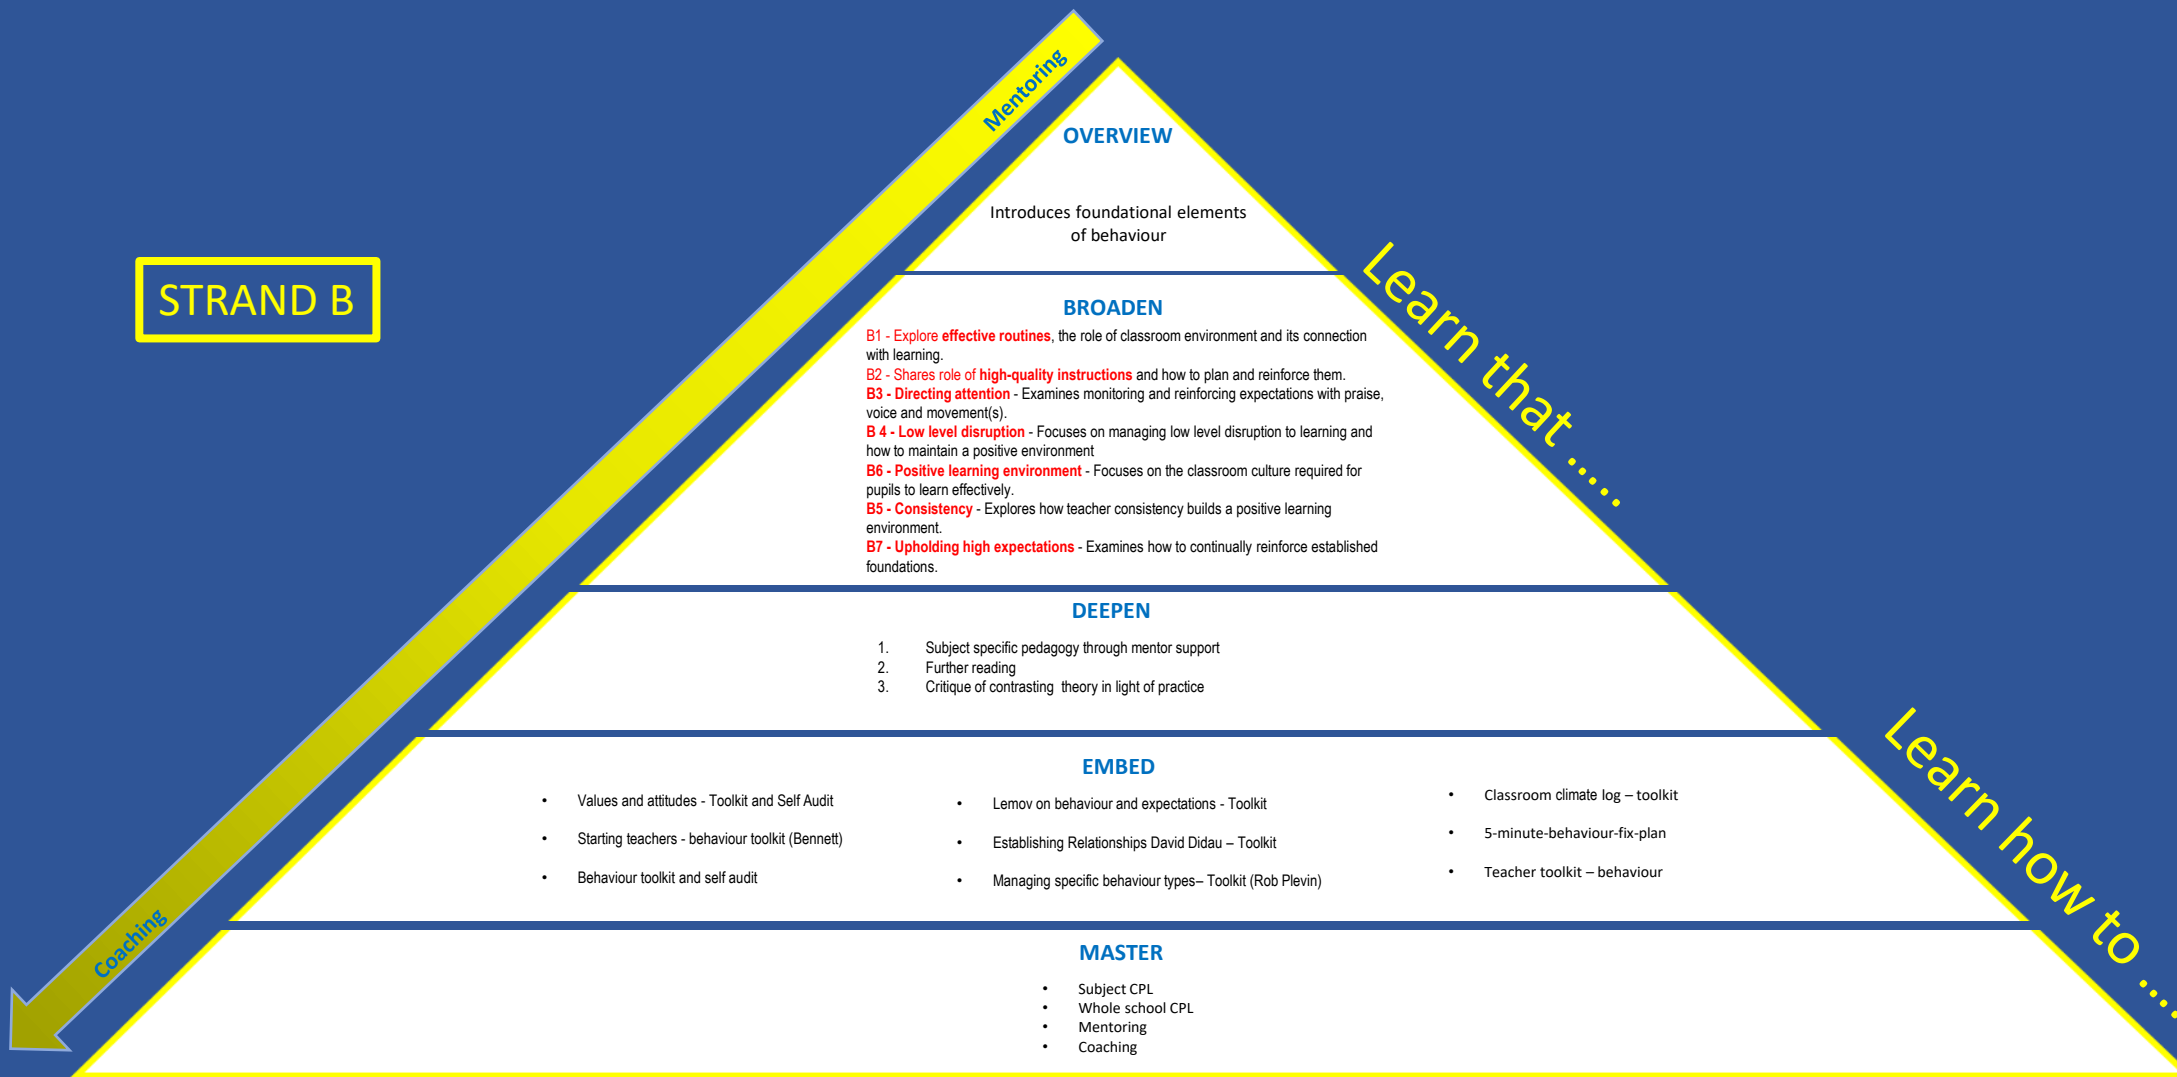 Mentoring
OVERVIEW
Introduces foundational elements
of behaviour
STRAND B
Learn that .....
BROADEN
B1 - Explore effective routines, the role of classroom environment and its connection
with learning.
B2 - Shares role of high-quality instructions and how to plan and reinforce them.
B3 - Directing attention - Examines monitoring and reinforcing expectations with praise,
voice and movement(s).
B 4 - Low level disruption - Focuses on managing low level disruption to learning and
how to maintain a positive environment
B6 - Positive learning environment - Focuses on the classroom culture required for
pupils to learn effectively.
B5 - Consistency - Explores how teacher consistency builds a positive learning
environment.
B7 - Upholding high expectations - Examines how to continually reinforce established
foundations.
DEEPEN
1. Subject specific pedagogy through mentor support
2. Further reading
3. Critique of contrasting theory in light of practice
Learn how to ....
EMBED
• Values and attitudes - Toolkit and Self Audit
• Starting teachers - behaviour toolkit (Bennett)
• Behaviour toolkit and self audit
• Lemov on behaviour and expectations - Toolkit
• Establishing Relationships David Didau – Toolkit
• Managing specific behaviour types– Toolkit (Rob Plevin)
• Classroom climate log – toolkit
• 5-minute-behaviour-fix-plan
• Teacher toolkit – behaviour
Coaching
MASTER
• Subject CPL
• Whole school CPL
• Mentoring
• Coaching